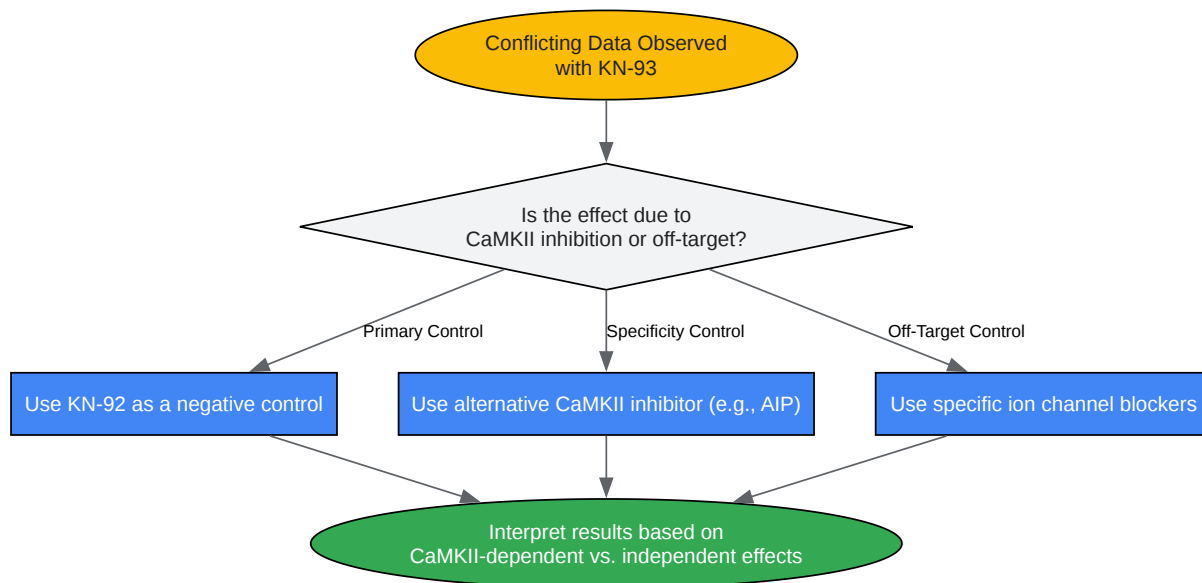 Conflicting Data Observed
with KN-93
Is the effect due to
CaMKII inhibition or off-target?
Primary Control
Specificity Control
Off-Target Control
Use KN-92 as a negative control
Use alternative CaMKII inhibitor (e.g., AIP)
Use specific ion channel blockers
Interpret results based on
CaMKII-dependent vs. independent effects